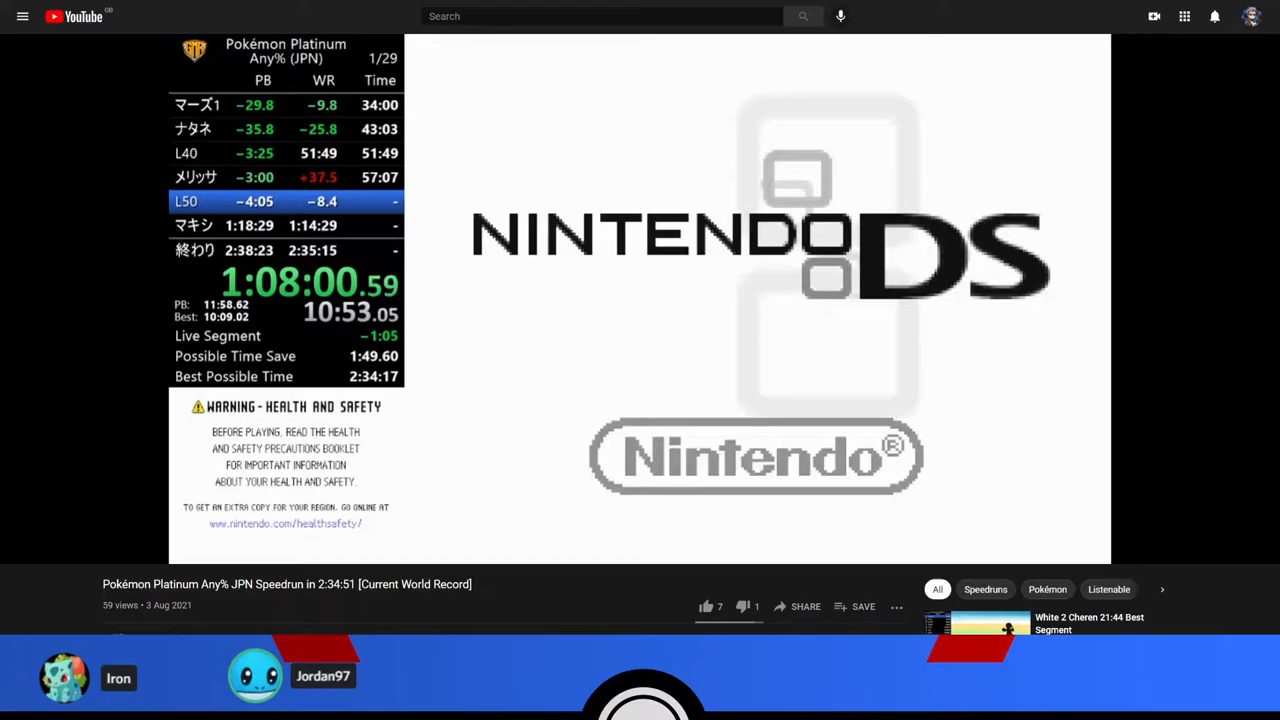 YouTube GB
Search
Pokémon Platinum
Any% (JPN) 1/29
PB WR Time
マーズ1 -29.8 -9.8 34:00
ナタネ -35.8 -25.8 43:03
L40 -3:25 51:49 51:49
メリッサ -3:00 +37.5 57:07
L50 -4:05 -8.4 -
マキシ 1:18:29 1:14:29 -
終わり 2:38:23 2:35:15 -
1:08:00.59
PB: 11:58.62
Best: 10:09.02
10:53.05
Live Segment -1:05
Possible Time Save 1:49.60
Best Possible Time 2:34:17
WARNING - HEALTH AND SAFETY
BEFORE PLAYING, READ THE HEALTH
AND SAFETY PRECAUTIONS BOOKLET
FOR IMPORTANT INFORMATION
ABOUT YOUR HEALTH AND SAFETY.
TO GET AN EXTRA COPY FOR YOUR REGION, GO ONLINE AT
www.nintendo.com/healthsafety/
NINTENDO DS
Nintendo®
Pokémon Platinum Any% JPN Speedrun in 2:34:51 [Current World Record]
59 views • 3 Aug 2021
7 1 SHARE SAVE
All Speedruns Pokémon Listenable
White 2 Cheren 21:44 Best
Segment
Iron
Jordan97